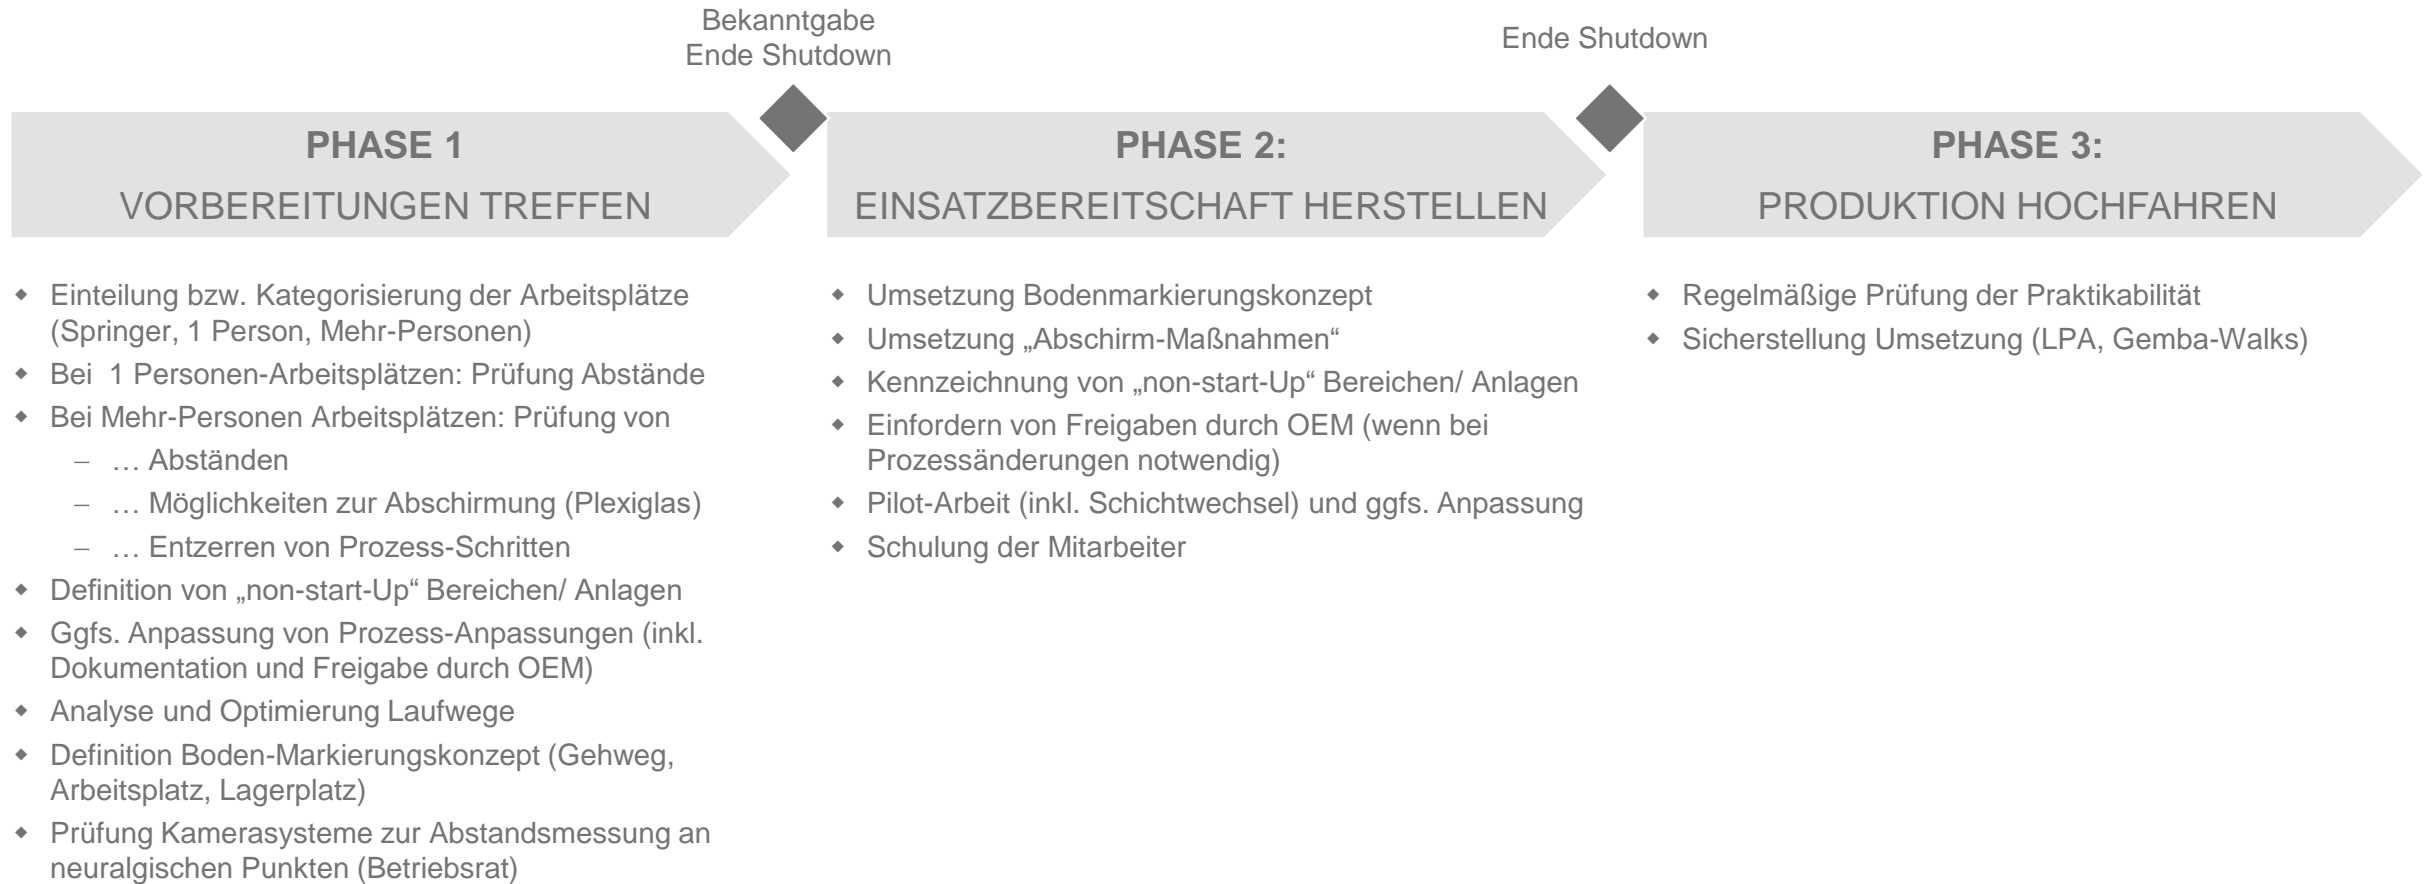 Bekanntgabe
Ende Shutdown
Ende Shutdown
PHASE 1
VORBEREITUNGEN TREFFEN
PHASE 2:
EINSATZBEREITSCHAFT HERSTELLEN
PHASE 3:
PRODUKTION HOCHFAHREN
Einteilung bzw. Kategorisierung der Arbeitsplätze
(Springer, 1 Person, Mehr-Personen)
Bei 1 Personen-Arbeitsplätzen: Prüfung Abstände
Bei Mehr-Personen Arbeitsplätzen: Prüfung von
– … Abständen
– … Möglichkeiten zur Abschirmung (Plexiglas)
– … Entzerren von Prozess-Schritten
Definition von „non-start-Up“ Bereichen/ Anlagen
Ggfs. Anpassung von Prozess-Anpassungen (inkl.
Dokumentation und Freigabe durch OEM)
Analyse und Optimierung Laufwege
Definition Boden-Markierungskonzept (Gehweg,
Arbeitsplatz, Lagerplatz)
Prüfung Kamerasysteme zur Abstandsmessung an
neuralgischen Punkten (Betriebsrat)
Umsetzung Bodenmarkierungskonzept
Umsetzung „Abschirm-Maßnahmen“
Kennzeichnung von „non-start-Up“ Bereichen/ Anlagen
Einfordern von Freigaben durch OEM (wenn bei
Prozessänderungen notwendig)
Pilot-Arbeit (inkl. Schichtwechsel) und ggfs. Anpassung
Schulung der Mitarbeiter
Regelmäßige Prüfung der Praktikabilität
Sicherstellung Umsetzung (LPA, Gemba-Walks)